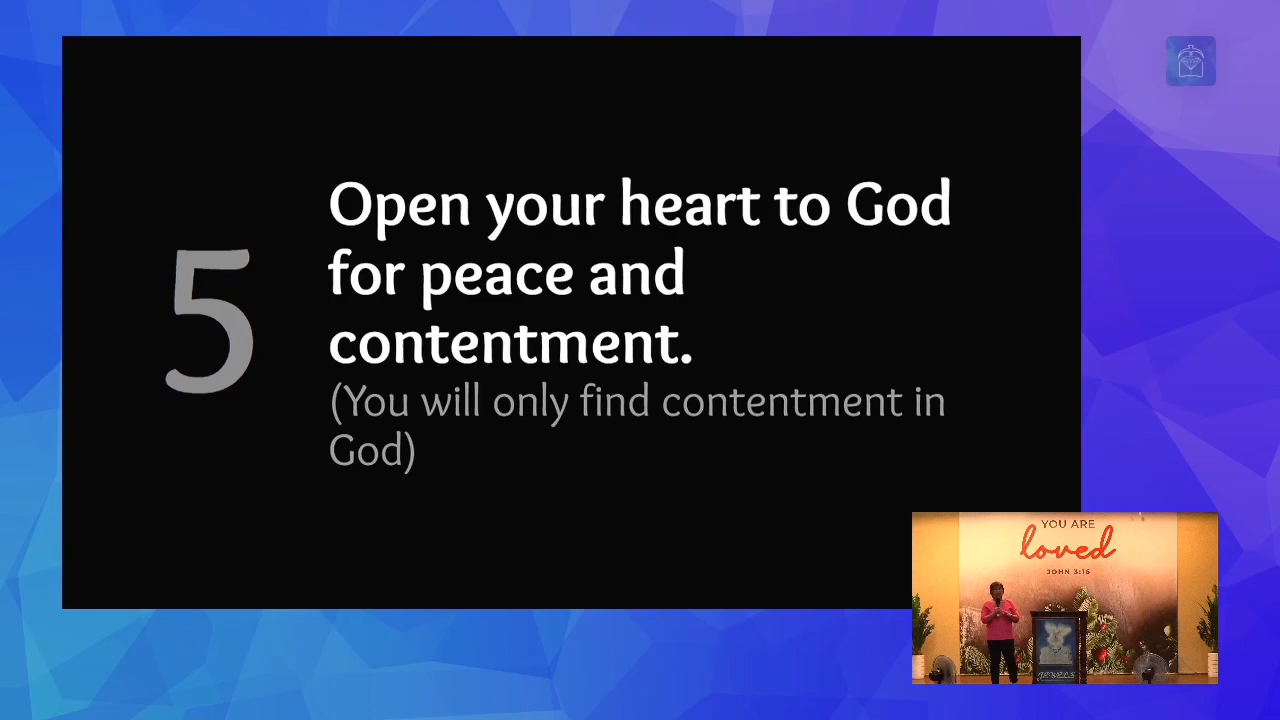 5
Open your heart to God
for peace and
contentment.
(You will only find contentment in
God)
YOU ARE
loved
JOHN 3:16
JEWELS